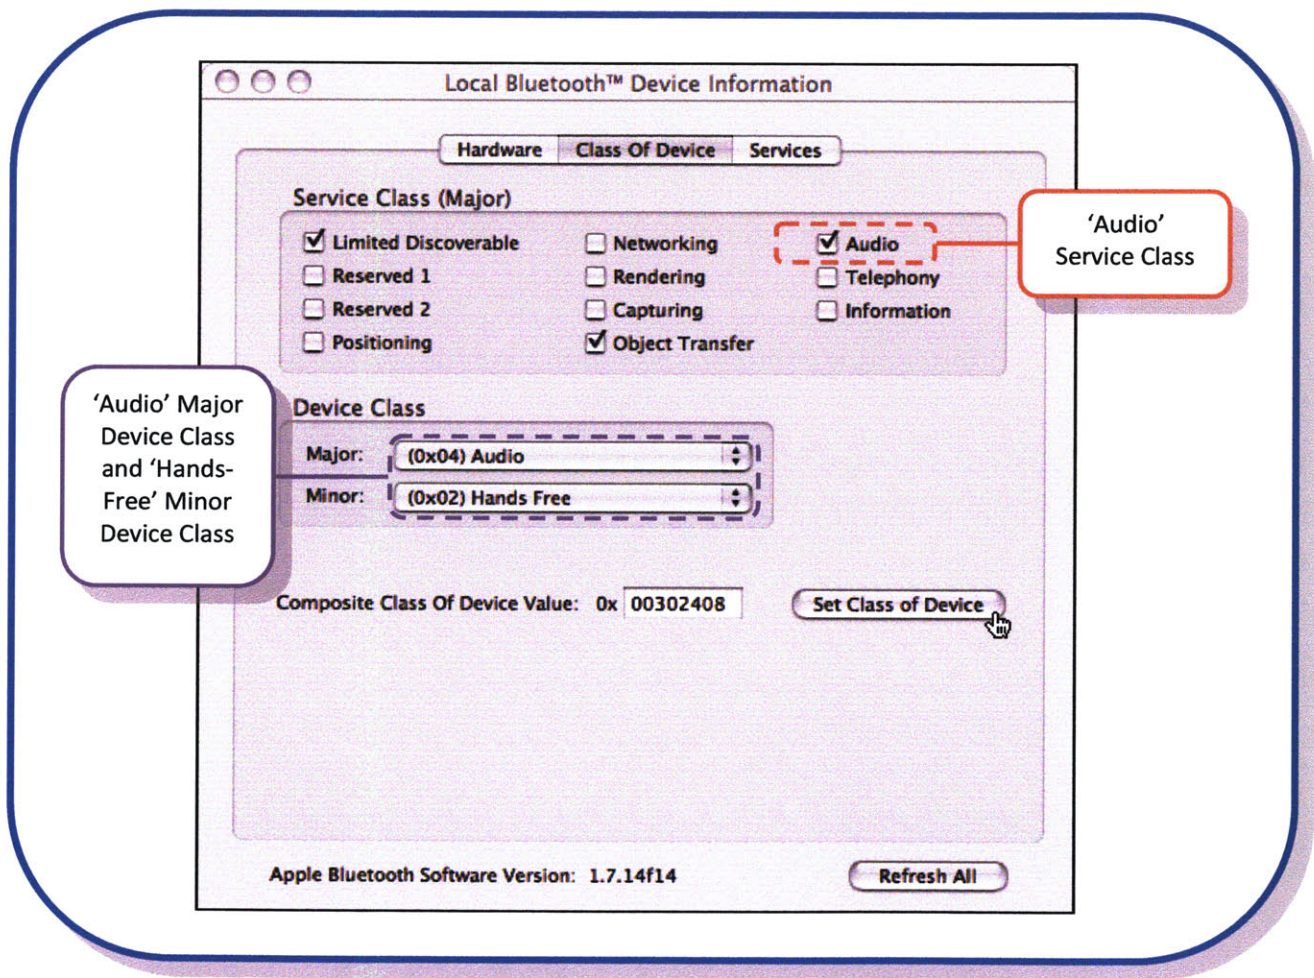 Local Bluetooth™ Device Information
Hardware Class Of Device Services
Service Class (Major)
Limited Discoverable Networking Audio
Reserved 1 Rendering Telephony
Reserved 2 Capturing Information
Positioning Object Transfer
‘Audio’
Service Class
‘Audio’ Major
Device Class
and ‘Hands-
Free’ Minor
Device Class
Device Class
Major: (0x04) Audio
Minor: (0x02) Hands Free
Composite Class Of Device Value: 0x 00302408 Set Class of Device
Apple Bluetooth Software Version: 1.7.14f14 Refresh All